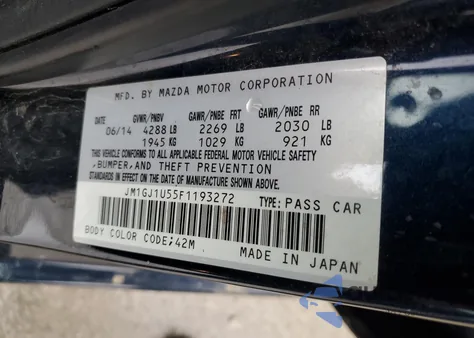 MFD. BY MAZDA MOTOR CORPORATION
GVWR/PNBV GAWR/PNBE FRT GAWR/PNBE RR
06/14 4288 LB 2269 LB 2030 LB
1945 KG 1029 KG 921 KG
THIS VEHICLE CONFORMS TO ALL APPLICABLE FEDERAL MOTOR VEHICLE SAFETY
,BUMPER,AND THEFT PREVENTION
STANDARDS IN EFFECT ON THE DATE OF MANUFACTURE SHOWN ABOVE.
JM1GJ1U55F1193272 TYPE: PASS CAR
BODY COLOR CODE;42M MADE IN JAPAN